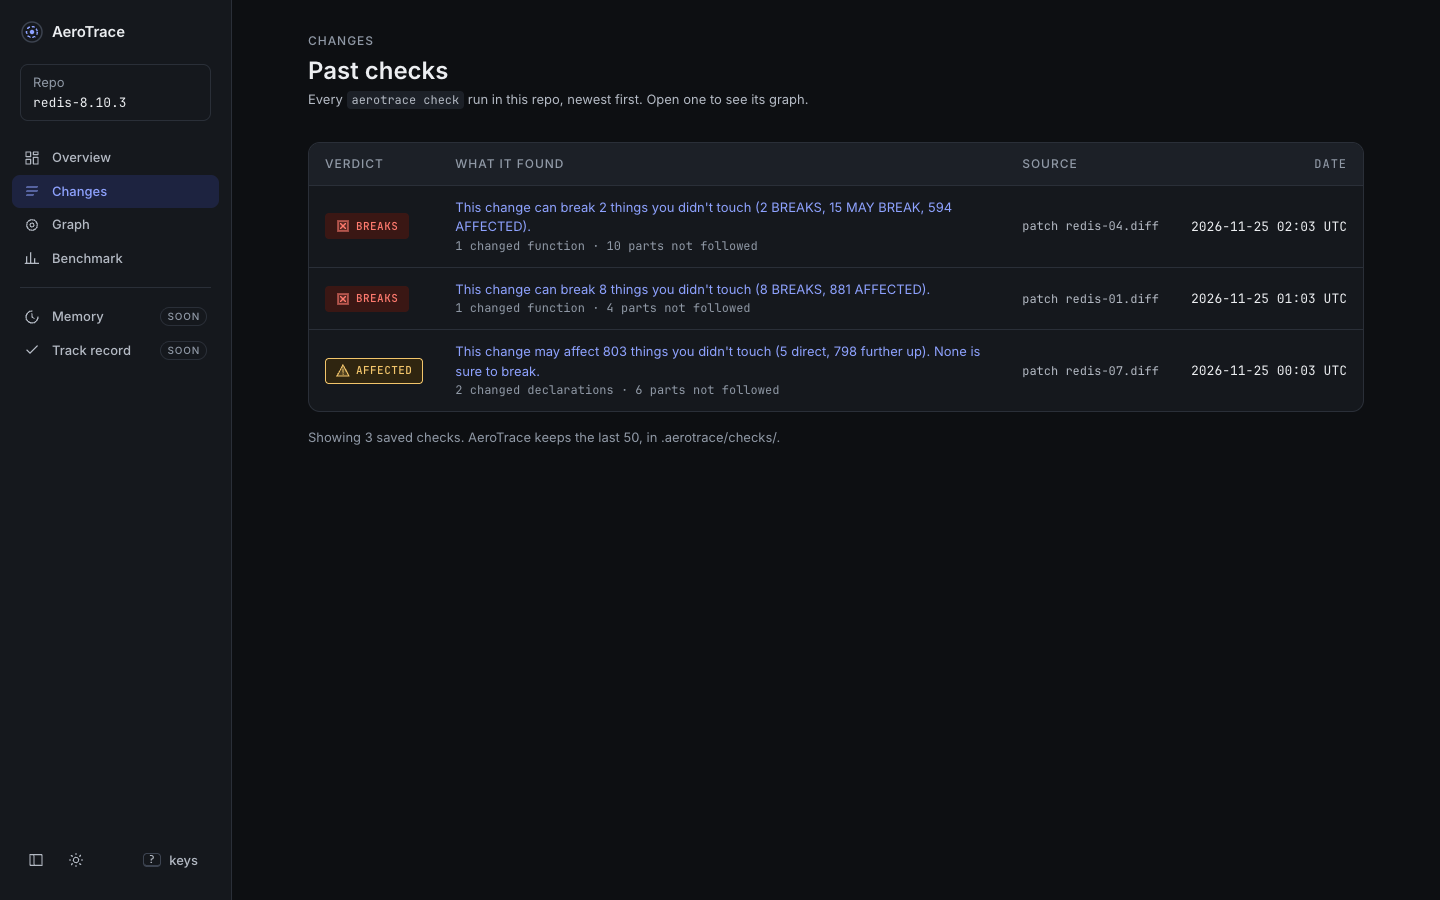 AeroTrace
Repo
redis-8.10.3
Overview
Changes
Graph
Benchmark
Memory SOON
Track record SOON
? keys
CHANGES
Past checks
Every aerotrace check run in this repo, newest first. Open one to see its graph.
VERDICT WHAT IT FOUND SOURCE DATE
BREAKS
This change can break 2 things you didn't touch (2 BREAKS, 15 MAY BREAK, 594
AFFECTED).
1 changed function · 10 parts not followed
patch redis-04.diff
2026-11-25 02:03 UTC
BREAKS
This change can break 8 things you didn't touch (8 BREAKS, 881 AFFECTED).
1 changed function · 4 parts not followed
patch redis-01.diff
2026-11-25 01:03 UTC
AFFECTED
This change may affect 803 things you didn't touch (5 direct, 798 further up). None is
sure to break.
2 changed declarations · 6 parts not followed
patch redis-07.diff
2026-11-25 00:03 UTC
Showing 3 saved checks. AeroTrace keeps the last 50, in .aerotrace/checks/.